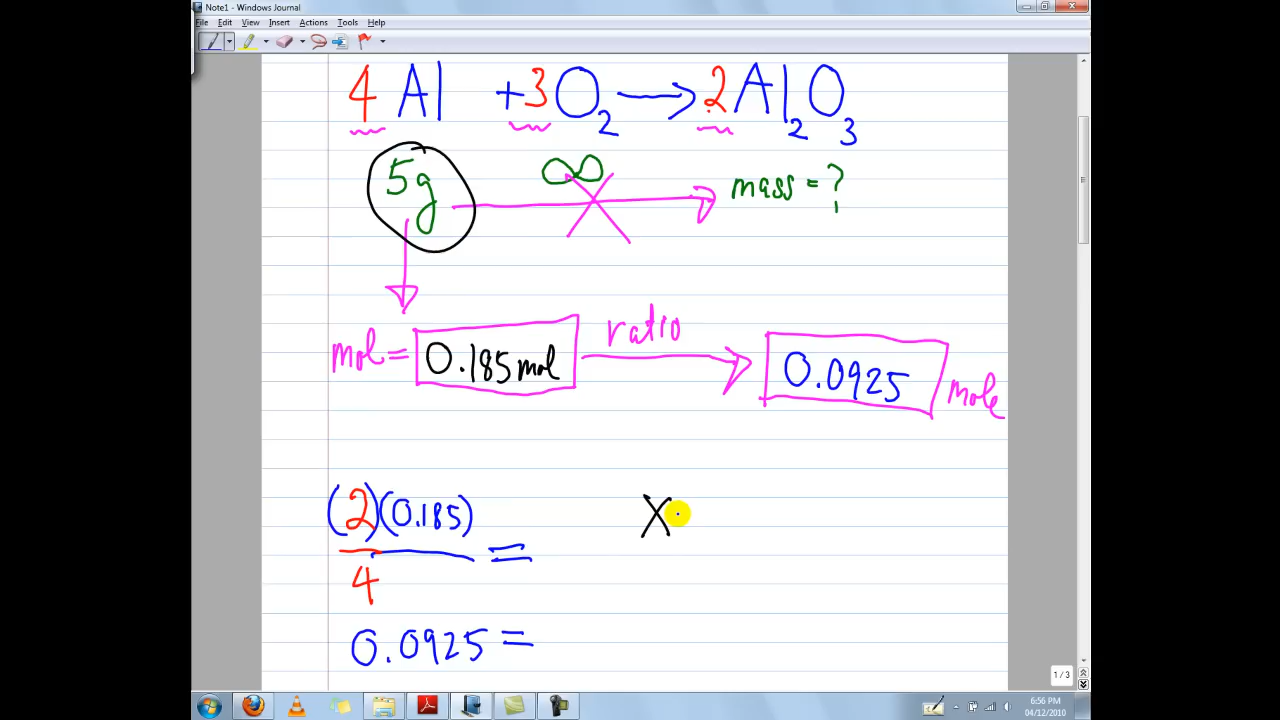 Note1 - Windows Journal
File Edit View Insert Actions Tools Help
4 Al + 3 O2 → 2 Al2O3
5g ∞ mass = ?
ratio
mol = 0.185 mol 0.0925 mole
(2)(0.185) X
=
4
0.0925 =
1 / 3
6:56 PM
04/12/2010